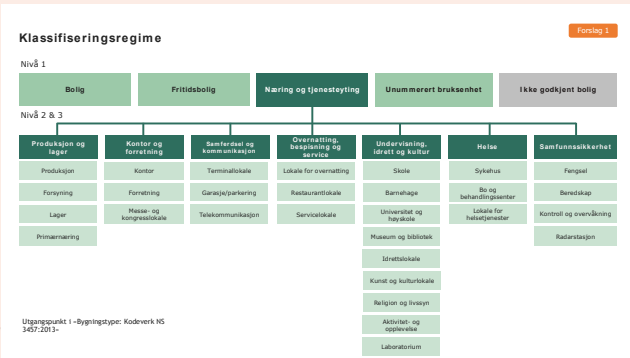 Forslag 1
Klassifiseringsregime
Nivå 1
Bolig
Fritidsbolig
Næring og tjenesteyting
Unummerert bruksenhet
Ikke godkjent bolig
Nivå 2 & 3
Produksjon og
lager
Produksjon
Forsyning
Lager
Primærnæring
Kontor og
forretning
Kontor
Forretning
Messe- og
kongresslokale
Samferdsel og
kommunikasjon
Terminallokale
Garasje/parkering
Telekommunikasjon
Overnatting,
bespisning og
service
Lokale for overnatting
Restaurantlokale
Servicelokale
Undervisning,
idrett og kultur
Skole
Barnehage
Universitet og
høyskole
Museum og bibliotek
Idrettslokale
Kunst og kulturlokale
Religion og livssyn
Aktivitet- og
opplevelse
Laboratorium
Helse
Sykehus
Bo og
behandlingssenter
Lokale for
helsetjenester
Samfunnssikkerhet
Fengsel
Beredskap
Kontroll og overvåkning
Radarstasjon
Utgangspunkt i «Bygningstype: Kodeverk NS
3457:2013»